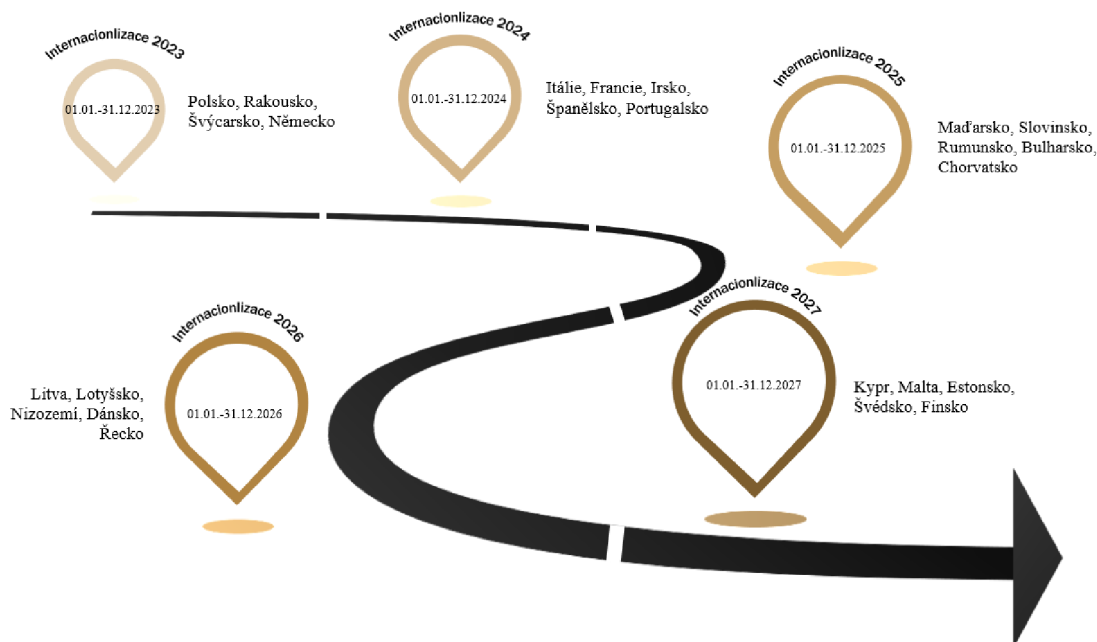 Internacionlizace 2023
01.01.-31.12.2023
Polsko, Rakousko,
Švýcarsko, Německo
Internacionlizace 2024
01.01.-31.12.2024
Itálie, Francie, Irsko,
Španělsko, Portugalsko
Internacionlizace 2025
01.01.-31.12.2025
Maďarsko, Slovinsko,
Rumunsko, Bulharsko,
Chorvatsko
Internacionlizace 2026
01.01.-31.12.2026
Litva, Lotyšsko,
Nizozemí, Dánsko,
Řecko
Internacionlizace 2027
01.01.-31.12.2027
Kypr, Malta, Estonsko,
Švédsko, Finsko